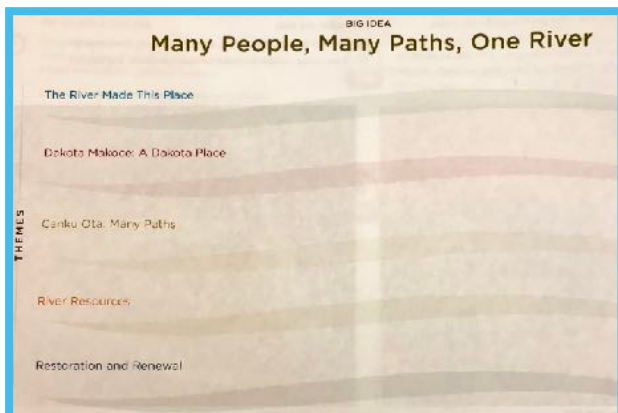 BIG IDEA
Many People, Many Paths, One River
The River Made This Place
Dakota Makoce: A Dakota Place
THEMES
Canku Ota: Many Paths
River Resources
Restoration and Renewal